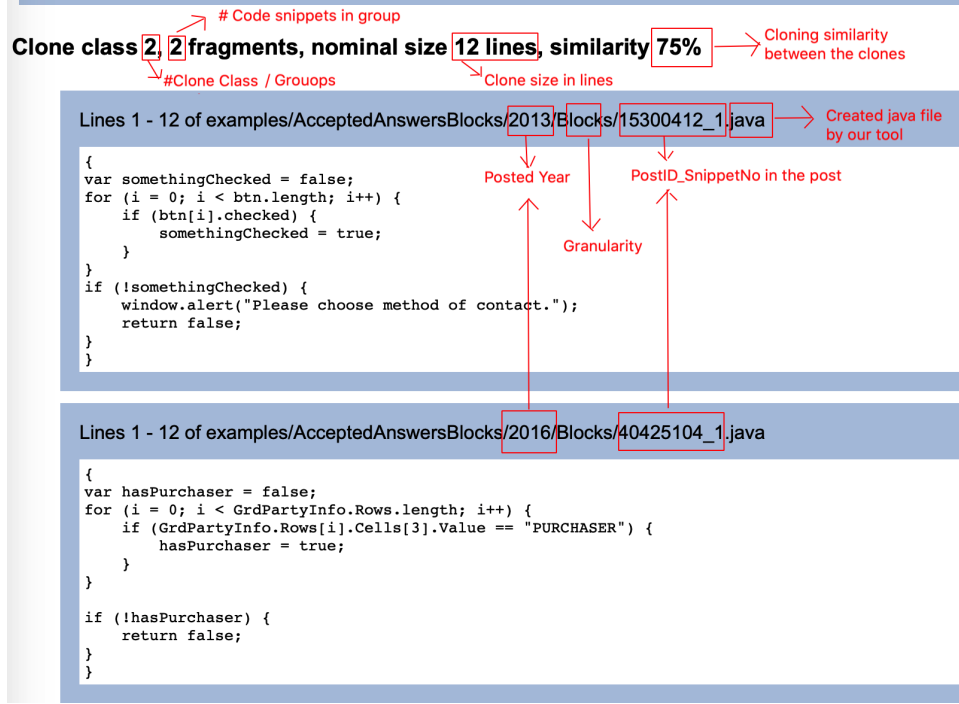 # Code snippets in group
Clone class 2, 2 fragments, nominal size 12 lines, similarity 75%
Cloning similarity
between the clones
#Clone Class / Grouops
Clone size in lines
Lines 1 - 12 of examples/AcceptedAnswersBlocks/2013/Blocks/15300412_1.java
Created java file
by our tool
{
var somethingChecked = false;
for (i = 0; i < btn.length; i++) {
    if (btn[i].checked) {
        somethingChecked = true;
    }
}
if (!somethingChecked) {
    window.alert("Please choose method of contact.");
    return false;
}
}
Posted Year
PostID_SnippetNo in the post
Granularity
Lines 1 - 12 of examples/AcceptedAnswersBlocks/2016/Blocks/40425104_1.java
{
var hasPurchaser = false;
for (i = 0; i < GrdPartyInfo.Rows.length; i++) {
    if (GrdPartyInfo.Rows[i].Cells[3].Value == "PURCHASER") {
        hasPurchaser = true;
    }
}
if (!hasPurchaser) {
    return false;
}
}